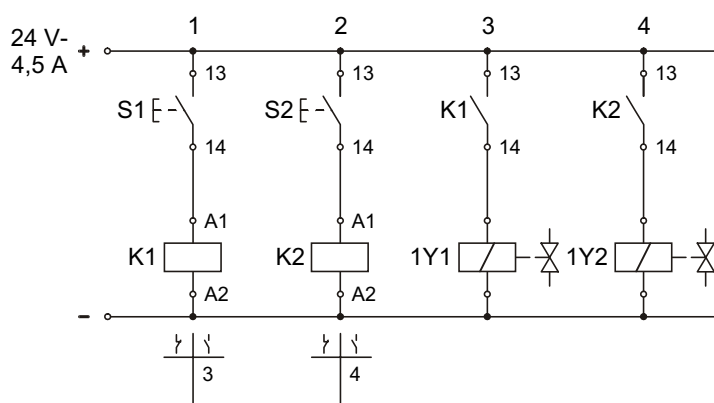 1 2 3 4
24 V-
4,5 A
+
13 13 13 13
S1 S2 K1 K2
14 14 14 14
A1 A1
K1 K2 1Y1 1Y2
A2 A2
-
3 4